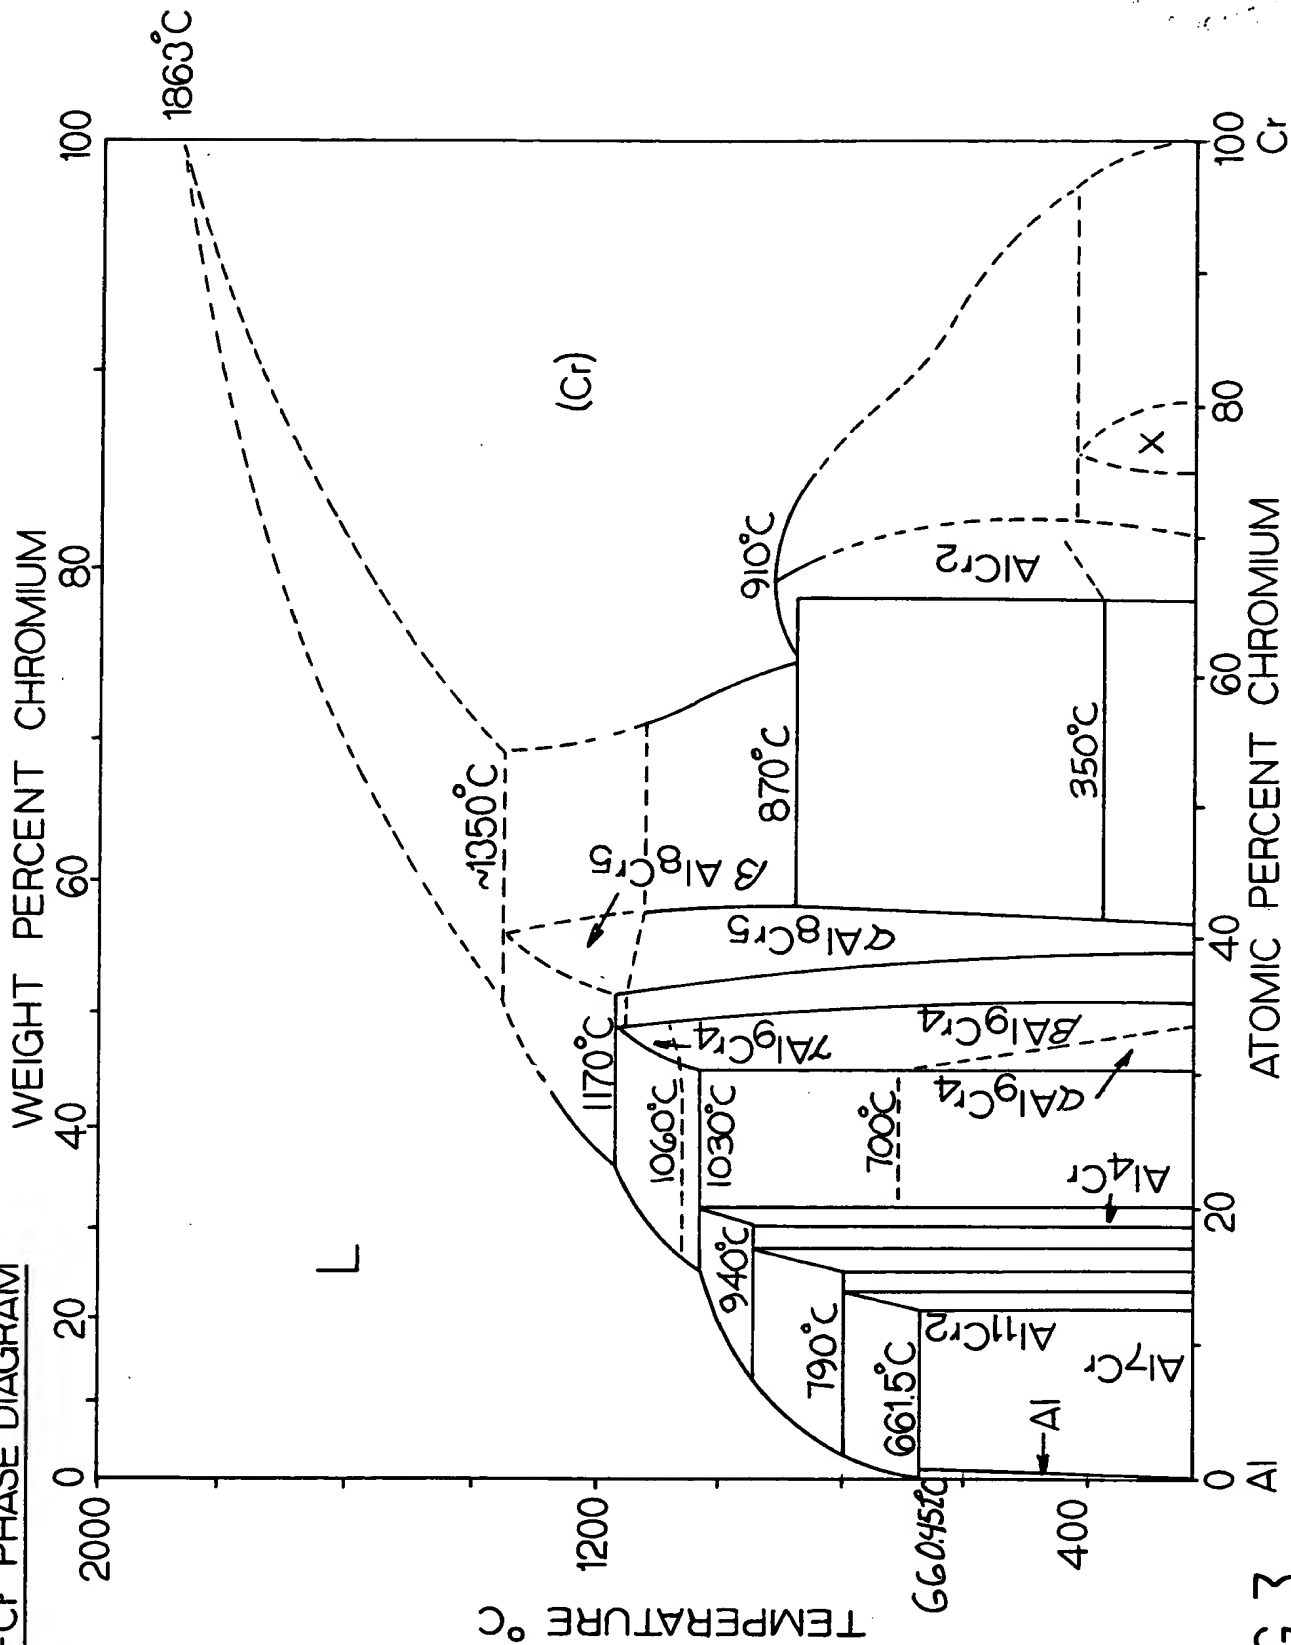 -Cr PHASE DIAGRAM
WEIGHT PERCENT CHROMIUM
0
20
40
60
80
100
1863°C
2000
1200
400
TEMPERATURE °C
L
(Cr)
~1350°C
β Al8Cr5
1170°C
1060°C
1030°C
γAl9Cr4
αAl8Cr5
910°C
870°C
940°C
790°C
700°C
βAl9Cr4
αAl9Cr4
AlCr2
661.5°C
660.452°C
Al11Cr2
Al
Al7Cr
Al4Cr
350°C
X
0
20
40
60
80
100
Al
Cr
ATOMIC PERCENT CHROMIUM